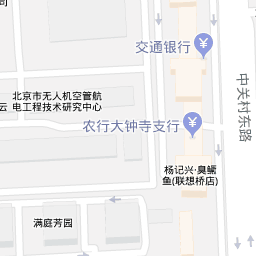 司
交通银行
北京市无人机空管航
云 电工程技术研究中心
农行大钟寺支行
中关村东路
杨记兴·臭鳜
鱼(联想桥店)
满庭芳园